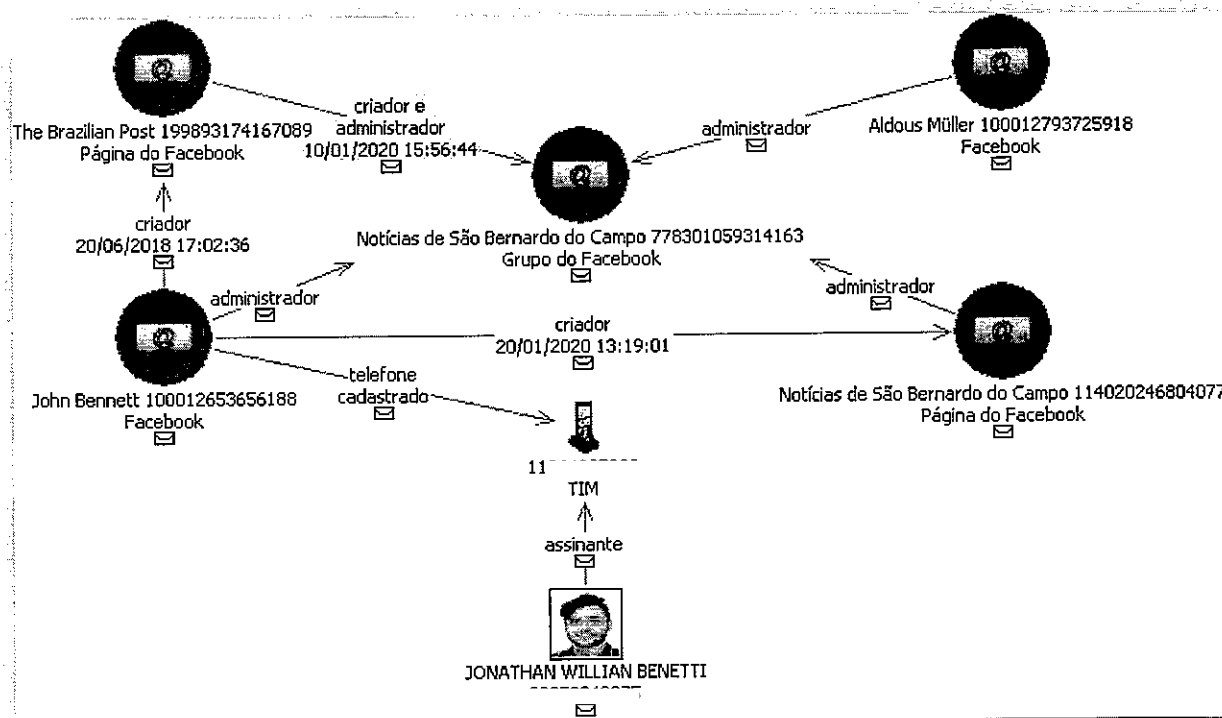 The Brazilian Post 199893174167089
Página do Facebook
criador e
administrador
10/01/2020 15:56:44
administrador
Aldous Müller 100012793725918
Facebook
criador
20/06/2018 17:02:36
Notícias de São Bernardo do Campo 778301059314163
Grupo do Facebook
administrador
administrador
criador
20/01/2020 13:19:01
John Bennett 100012653656188
Facebook
telefone
cadastrado
Notícias de São Bernardo do Campo 114020246804077
Página do Facebook
11
TIM
assinante
JONATHAN WILLIAN BENETTI